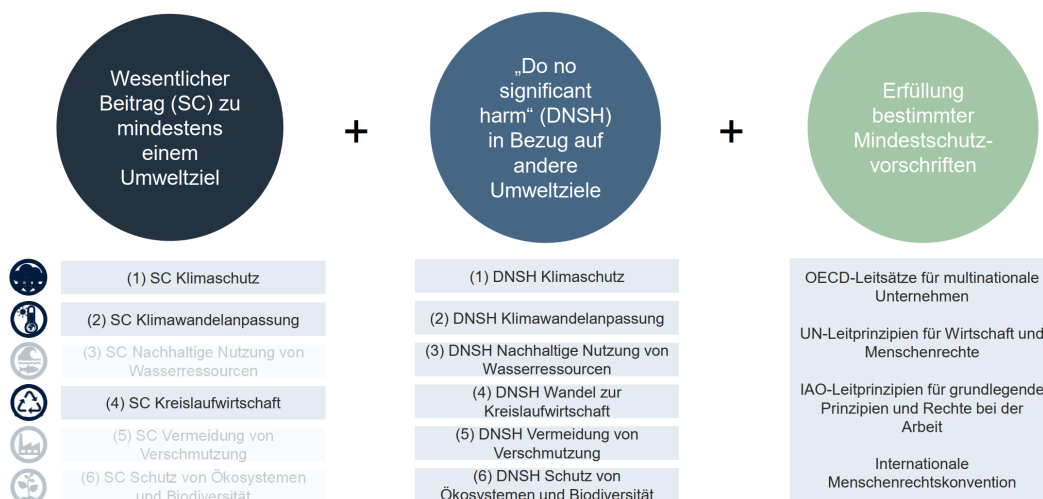 Wesentlicher
Beitrag (SC) zu
mindestens
einem
Umweltziel
+
„Do no
significant
harm“ (DNSH)
in Bezug auf
andere
Umweltziele
+
Erfüllung
bestimmter
Mindestschutz-
vorschriften
(1) SC Klimaschutz
(2) SC Klimawandelanpassung
(3) SC Nachhaltige Nutzung von
Wasserressourcen
(4) SC Kreislaufwirtschaft
(5) SC Vermeidung von
Verschmutzung
(6) SC Schutz von Ökosystemen
und Biodiversität
(1) DNSH Klimaschutz
(2) DNSH Klimawandelanpassung
(3) DNSH Nachhaltige Nutzung von
Wasserressourcen
(4) DNSH Wandel zur
Kreislaufwirtschaft
(5) DNSH Vermeidung von
Verschmutzung
(6) DNSH Schutz von
Ökosystemen und Biodiversität
OECD-Leitsätze für multinationale
Unternehmen
UN-Leitprinzipien für Wirtschaft und
Menschenrechte
IAO-Leitprinzipien für grundlegende
Prinzipien und Rechte bei der
Arbeit
Internationale
Menschenrechtskonvention